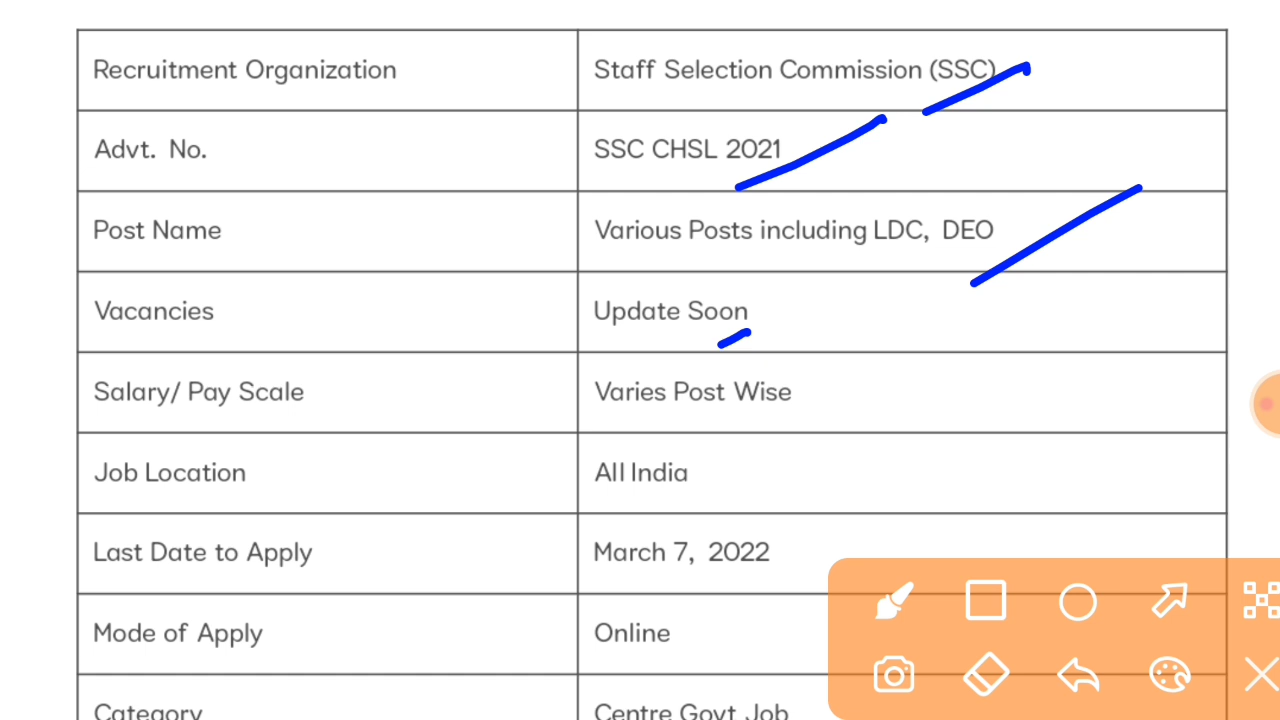 Recruitment Organization Staff Selection Commission (SSC)
Advt. No. SSC CHSL 2021
Post Name Various Posts including LDC, DEO
Vacancies Update Soon
Salary/ Pay Scale Varies Post Wise
Job Location All India
Last Date to Apply March 7, 2022
Mode of Apply Online
Category Centre Govt Job